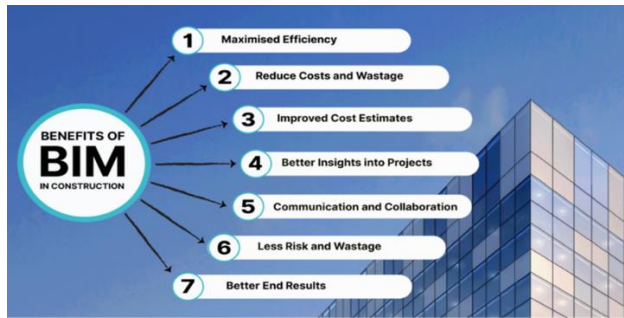 BENEFITS OF
BIM
IN CONSTRUCTION
1 Maximised Efficiency
2 Reduce Costs and Wastage
3 Improved Cost Estimates
4 Better Insights into Projects
5 Communication and Collaboration
6 Less Risk and Wastage
7 Better End Results